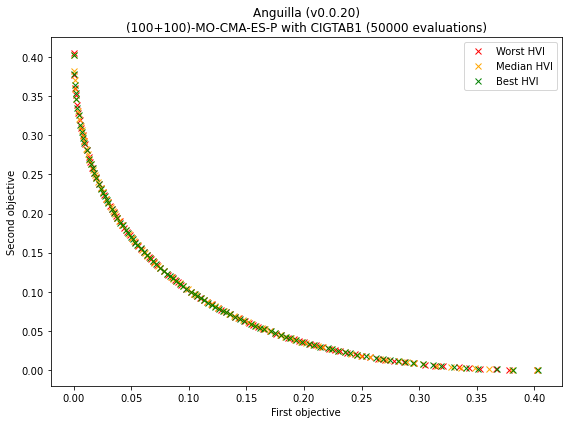 Anguilla (v0.0.20)
(100+100)-MO-CMA-ES-P with CIGTAB1 (50000 evaluations)
Worst HVI
Median HVI
Best HVI
Second objective
0.40
0.35
0.30
0.25
0.20
0.15
0.10
0.05
0.00
0.00 0.05 0.10 0.15 0.20 0.25 0.30 0.35 0.40
First objective